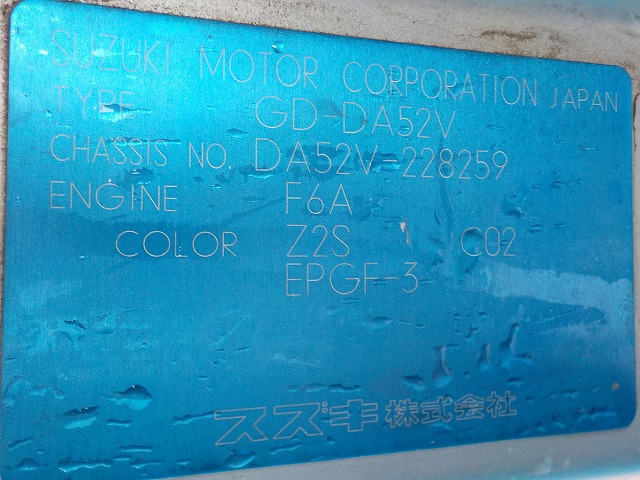 SUZUKI MOTOR CORPORATION JAPAN
TYPE GD-DA52V
CHASSIS NO. DA52V-228259
ENGINE F6A
COLOR Z2S C02
EPGF-3
スズキ株式会社